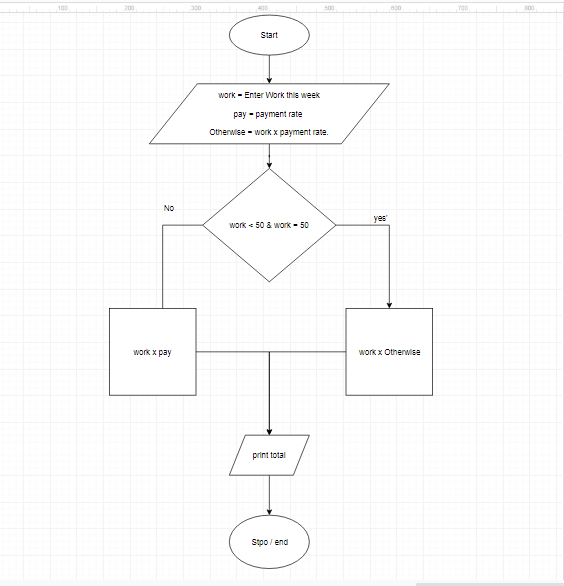 100 200 300 400 500 600 700 800
Start
work = Enter Work this week
pay = payment rate
Otherwise = work x payment rate.
No
yes'
work < 50 & work = 50
work x pay
work x Otherwise
print total
Stpo / end